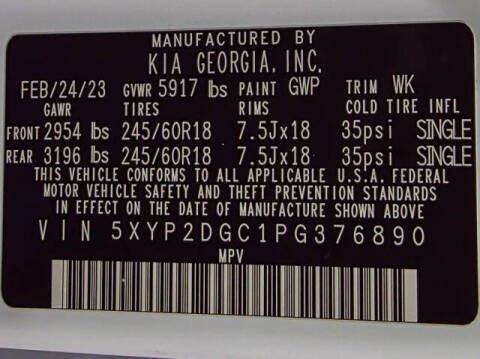 MANUFACTURED BY
KIA GEORGIA, INC.
FEB/24/23 GVWR 5917 lbs PAINT GWP TRIM WK
GAWR TIRES RIMS COLD TIRE INFL
FRONT 2954 lbs 245/60R18 7.5Jx18 35psi SINGLE
REAR 3196 lbs 245/60R18 7.5Jx18 35psi SINGLE
THIS VEHICLE CONFORMS TO ALL APPLICABLE U.S.A. FEDERAL
MOTOR VEHICLE SAFETY AND THEFT PREVENTION STANDARDS
IN EFFECT ON THE DATE OF MANUFACTURE SHOWN ABOVE
VIN 5XYP2DGC1PG376890
MPV